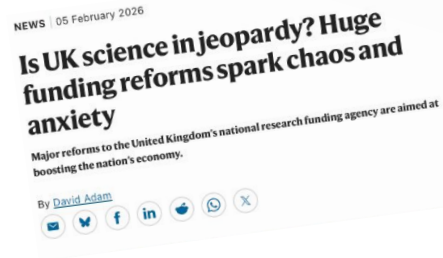 NEWS | 05 February 2026
Is UK science in jeopardy? Huge
funding reforms spark chaos and
anxiety
Major reforms to the United Kingdom's national research funding agency are aimed at
boosting the nation's economy.
By David Adam